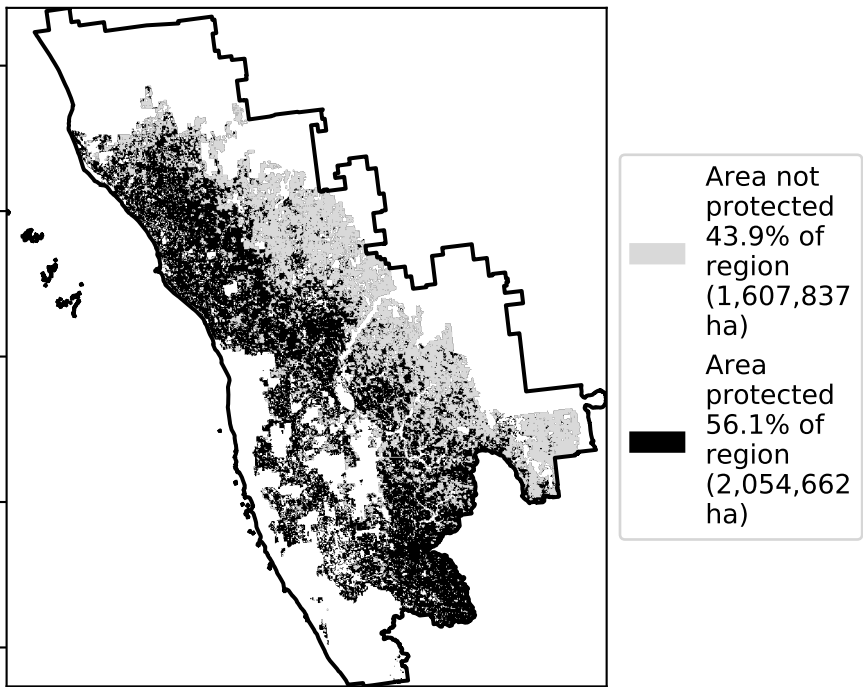 Area not
protected
43.9% of
region
(1,607,837
ha)
Area
protected
56.1% of
region
(2,054,662
ha)